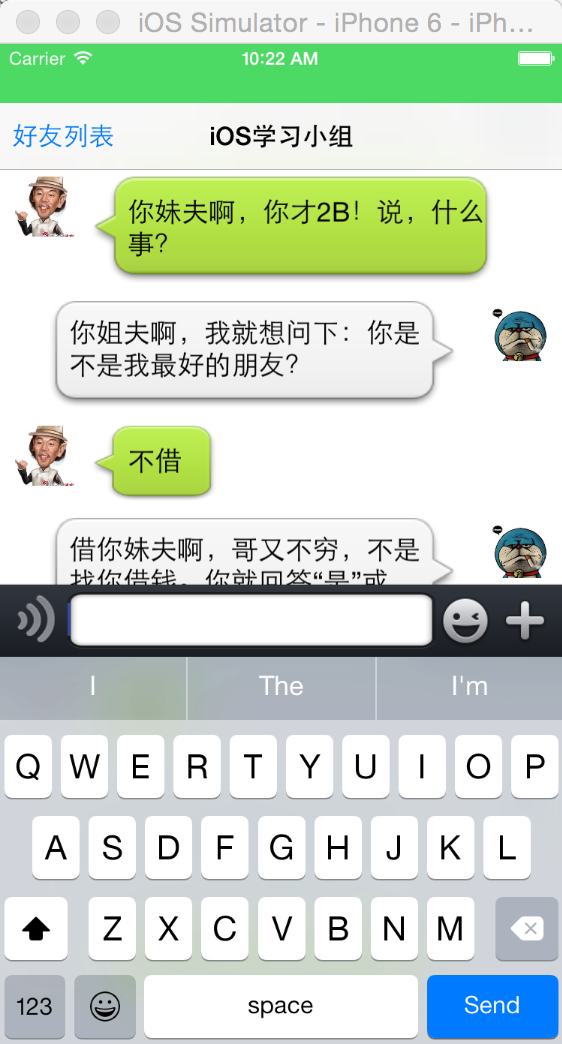 iOS Simulator - iPhone 6 - iPh...
Carrier 10:22 AM
好友列表 iOS学习小组
你妹夫啊，你才2B！说，什么
事？
你姐夫啊，我就想问下：你是
不是我最好的朋友？
不借
借你妹夫啊，哥又不穷，不是
找你借钱。你就回答“是”或
I The I'm
Q W E R T Y U I O P
A S D F G H J K L
Z X C V B N M
123 space Send